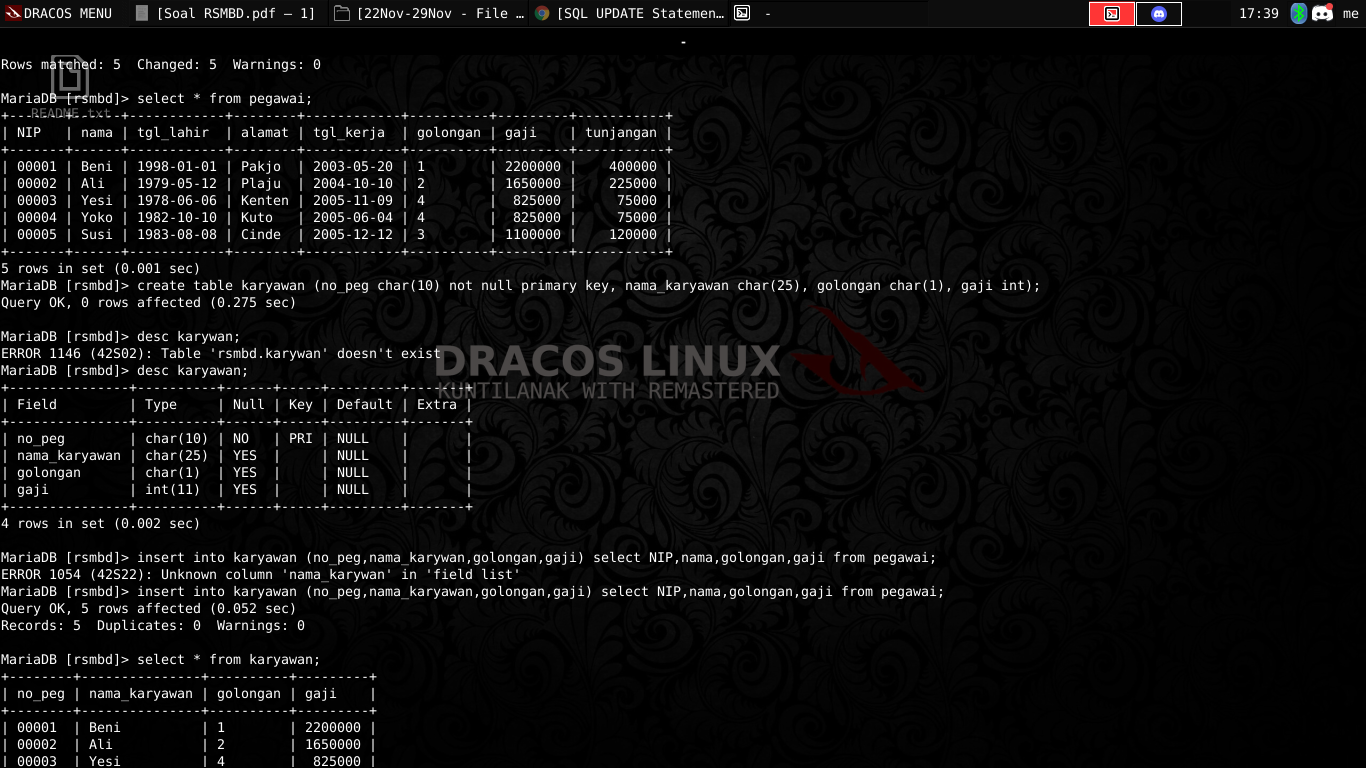 DRACOS MENU [Soal RSMBD.pdf — 1] [22Nov-29Nov - File ... [SQL UPDATE Statemen... - 17:39 me
-
Rows matched: 5  Changed: 5  Warnings: 0
MariaDB [rsmbd]> select * from pegawai;
README.txt
+-------+------+------------+--------+------------+----------+---------+-----------+
| NIP   | nama | tgl_lahir  | alamat | tgl_kerja  | golongan | gaji    | tunjangan |
+-------+------+------------+--------+------------+----------+---------+-----------+
| 00001 | Beni | 1998-01-01 | Pakjo  | 2003-05-20 | 1        | 2200000 |    400000 |
| 00002 | Ali  | 1979-05-12 | Plaju  | 2004-10-10 | 2        | 1650000 |    225000 |
| 00003 | Yesi | 1978-06-06 | Kenten | 2005-11-09 | 4        |  825000 |     75000 |
| 00004 | Yoko | 1982-10-10 | Kuto   | 2005-06-04 | 4        |  825000 |     75000 |
| 00005 | Susi | 1983-08-08 | Cinde  | 2005-12-12 | 3        | 1100000 |    120000 |
+-------+------+------------+--------+------------+----------+---------+-----------+
5 rows in set (0.001 sec)
MariaDB [rsmbd]> create table karyawan (no_peg char(10) not null primary key, nama_karyawan char(25), golongan char(1), gaji int);
Query OK, 0 rows affected (0.275 sec)
MariaDB [rsmbd]> desc karywan;
ERROR 1146 (42S02): Table 'rsmbd.karywan' doesn't exist
DRACOS LINUX
KUNTILANAK WITH REMASTERED
MariaDB [rsmbd]> desc karyawan;
+---------------+----------+------+-----+---------+-------+
| Field         | Type     | Null | Key | Default | Extra |
+---------------+----------+------+-----+---------+-------+
| no_peg        | char(10) | NO   | PRI | NULL    |       |
| nama_karyawan | char(25) | YES  |     | NULL    |       |
| golongan      | char(1)  | YES  |     | NULL    |       |
| gaji          | int(11)  | YES  |     | NULL    |       |
+---------------+----------+------+-----+---------+-------+
4 rows in set (0.002 sec)
MariaDB [rsmbd]> insert into karyawan (no_peg,nama_karywan,golongan,gaji) select NIP,nama,golongan,gaji from pegawai;
ERROR 1054 (42S22): Unknown column 'nama_karywan' in 'field list'
MariaDB [rsmbd]> insert into karyawan (no_peg,nama_karyawan,golongan,gaji) select NIP,nama,golongan,gaji from pegawai;
Query OK, 5 rows affected (0.052 sec)
Records: 5  Duplicates: 0  Warnings: 0
MariaDB [rsmbd]> select * from karyawan;
+--------+---------------+----------+---------+
| no_peg | nama_karyawan | golongan | gaji    |
+--------+---------------+----------+---------+
| 00001  | Beni          | 1        | 2200000 |
| 00002  | Ali           | 2        | 1650000 |
| 00003  | Yesi          | 4        |  825000 |